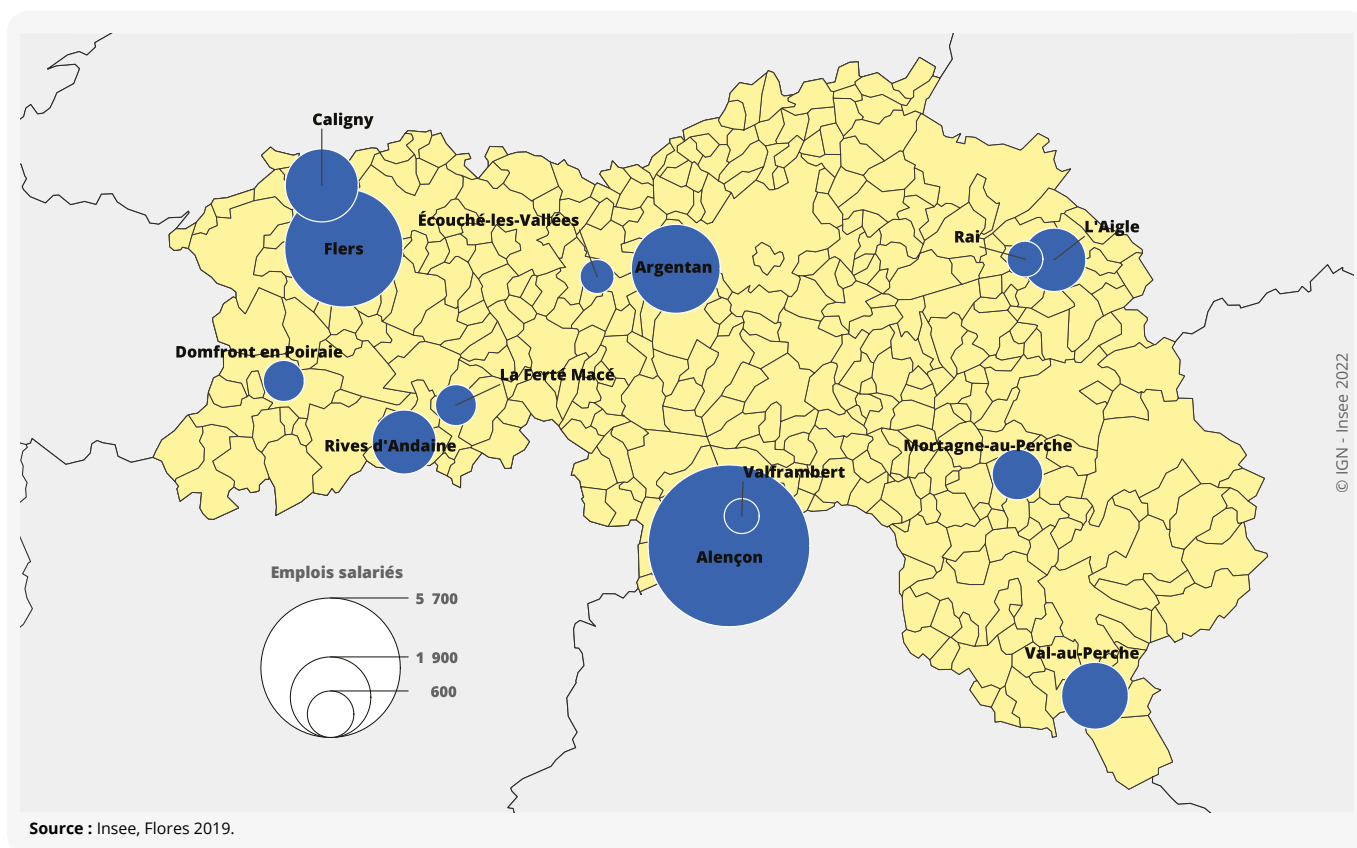 Caligny
Écouché-les-Vallées
Flers
Argentan
Rai
L'Aigle
Domfront en Poiraie
La Ferté Macé
Rives d'Andaine
Mortagne-au-Perche
Valframbert
Alençon
Val-au-Perche
Emplois salariés
5 700
1 900
600
© IGN - Insee 2022
Source : Insee, Flores 2019.